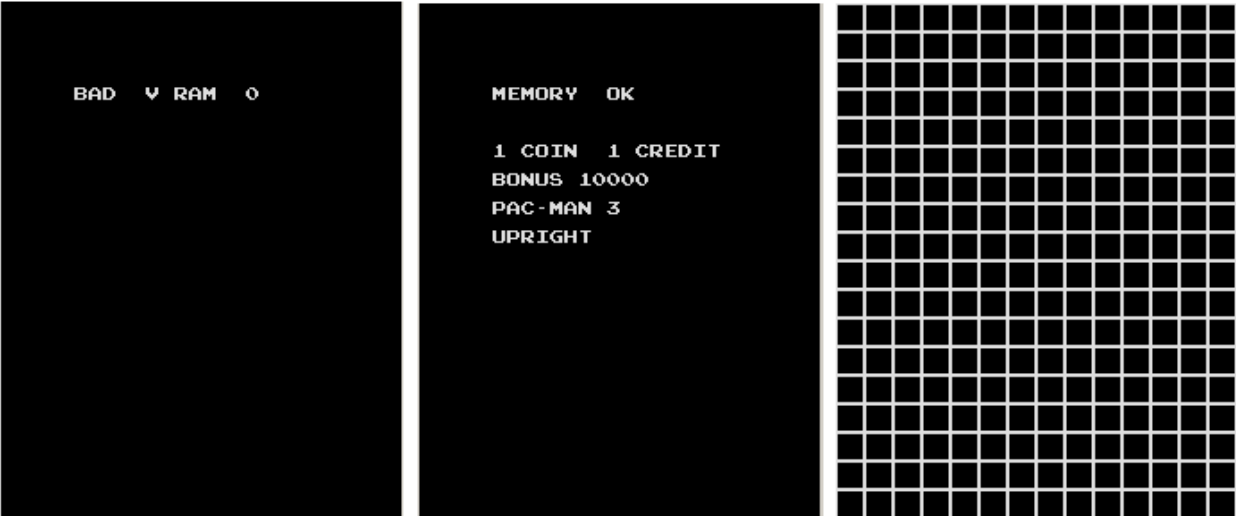 BAD V RAM 0
MEMORY OK
1 COIN 1 CREDIT
BONUS 10000
PAC-MAN 3
UPRIGHT